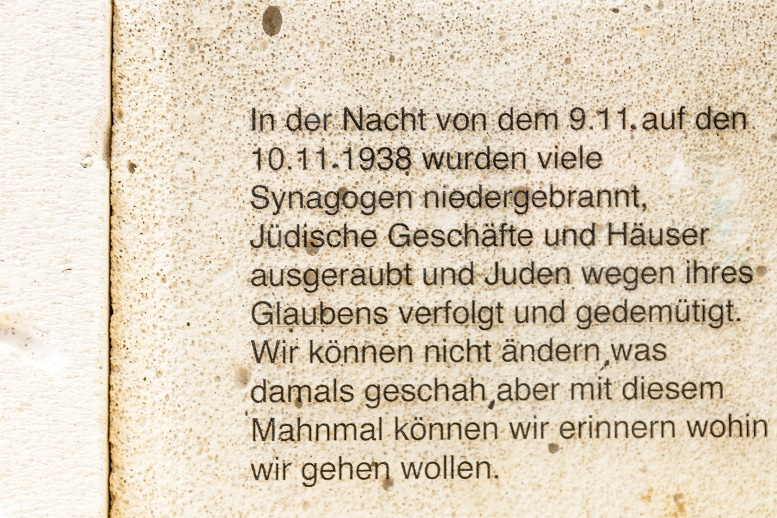 In der Nacht von dem 9.11.auf den
10.11.1938 wurden viele
Synagogen niedergebrannt,
Jüdische Geschäfte und Häuser
ausgeraubt und Juden wegen ihres
Glaubens verfolgt und gedemütigt.
Wir können nicht ändern,was
damals geschah,aber mit diesem
Mahnmal können wir erinnern wohin
wir gehen wollen.